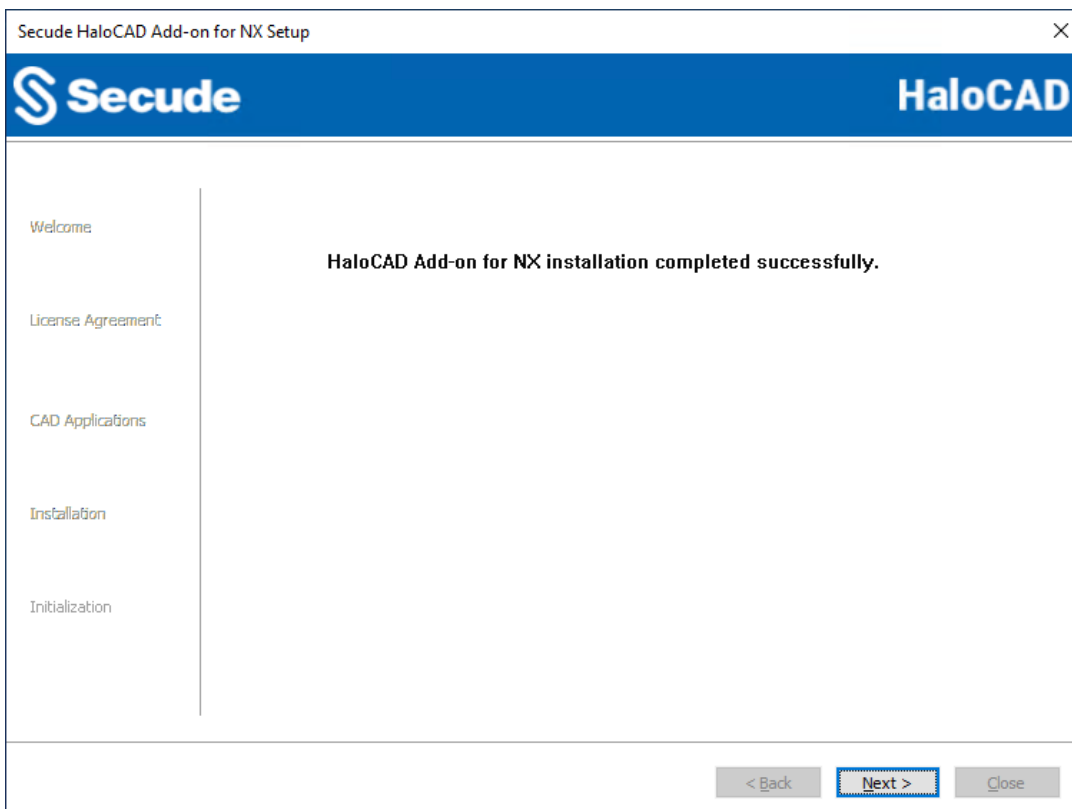 Secude HaloCAD Add-on for NX Setup
Secude
HaloCAD
Welcome
HaloCAD Add-on for NX installation completed successfully.
License Agreement
CAD Applications
Installation
Initialization
< Back
Next >
Close